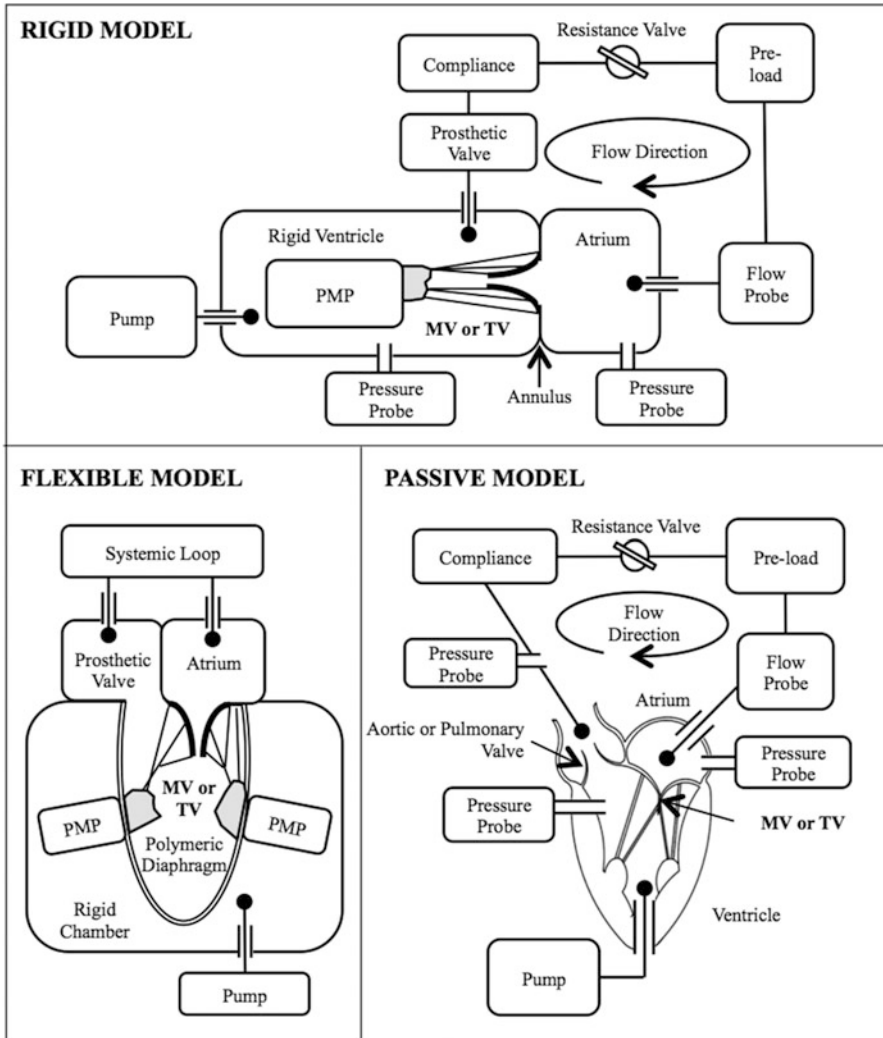 RIGID MODEL
Resistance Valve
Compliance
Pre-
load
Prosthetic
Valve
Flow Direction
Rigid Ventricle
Atrium
PMP
Flow
Probe
Pump
MV or TV
Pressure
Probe
Annulus
Pressure
Probe
FLEXIBLE MODEL
Systemic Loop
Prosthetic
Valve
Atrium
MV or
TV
PMP
PMP
Polymeric
Diaphragm
Rigid
Chamber
Pump
PASSIVE MODEL
Resistance Valve
Compliance
Pre-load
Flow
Direction
Pressure
Probe
Flow
Probe
Atrium
Aortic or Pulmonary
Valve
Pressure
Probe
Pressure
Probe
MV or TV
Ventricle
Pump